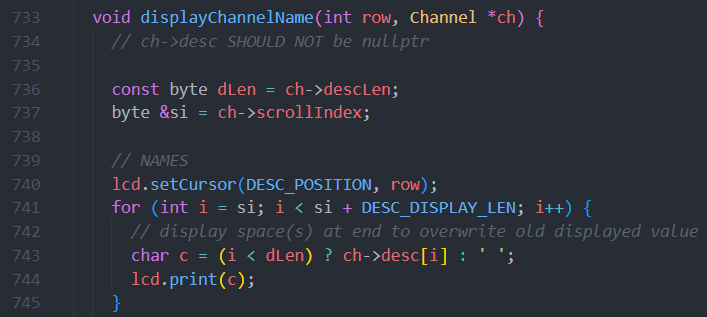 733 void displayChannelName(int row, Channel *ch) {
734 // ch->desc SHOULD NOT be nullptr
735
736 const byte dLen = ch->descLen;
737 byte &si = ch->scrollIndex;
738
739 // NAMES
740 lcd.setCursor(DESC_POSITION, row);
741 for (int i = si; i < si + DESC_DISPLAY_LEN; i++) {
742 // display space(s) at end to overwrite old displayed value
743 char c = (i < dLen) ? ch->desc[i] : ' ';
744 lcd.print(c);
745 }